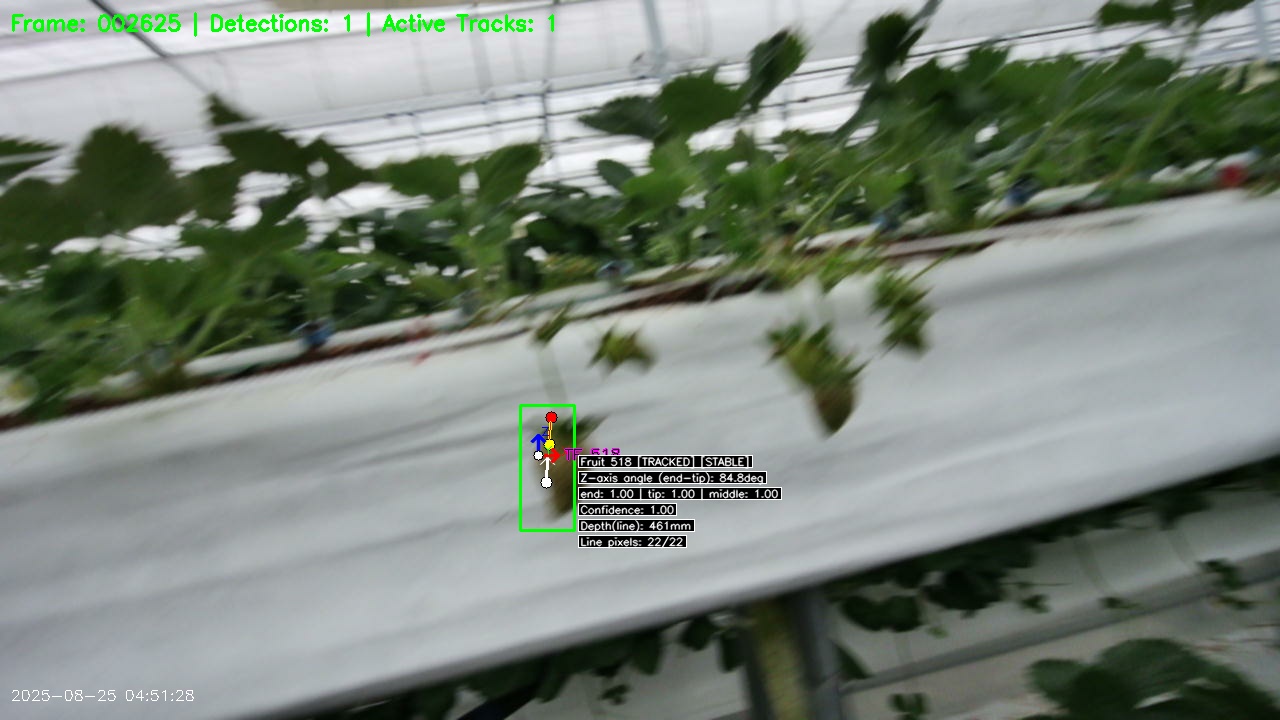 Frame: 002625 | Detections: 1 | Active Tracks: 1
Fruit 518 [TRACKED] [STABLE]
Z-axis angle (end-tip): 84.8deg
end: 1.00 | tip: 1.00 | middle: 1.00
Confidence: 1.00
Depth(line): 461mm
Line pixels: 22/22
2025-08-25 04:51:28